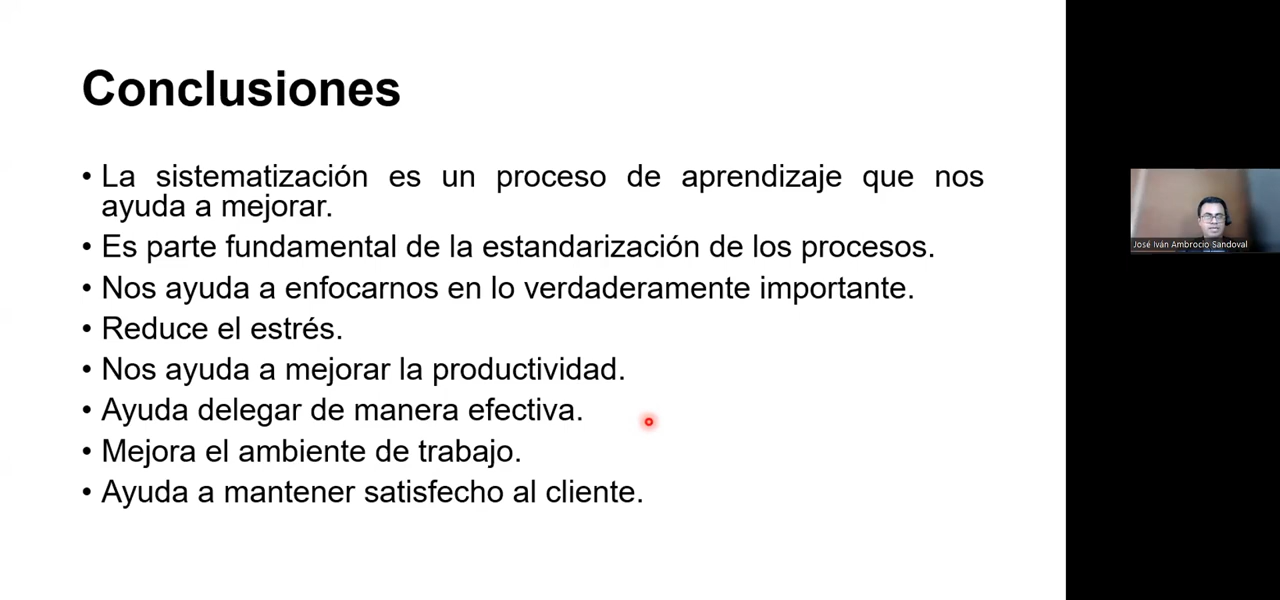 Conclusiones
• La sistematización es un proceso de aprendizaje que nos
ayuda a mejorar.
• Es parte fundamental de la estandarización de los procesos.
• Nos ayuda a enfocarnos en lo verdaderamente importante.
• Reduce el estrés.
• Nos ayuda a mejorar la productividad.
• Ayuda delegar de manera efectiva.
• Mejora el ambiente de trabajo.
• Ayuda a mantener satisfecho al cliente.
José Iván Ambrocio Sandoval